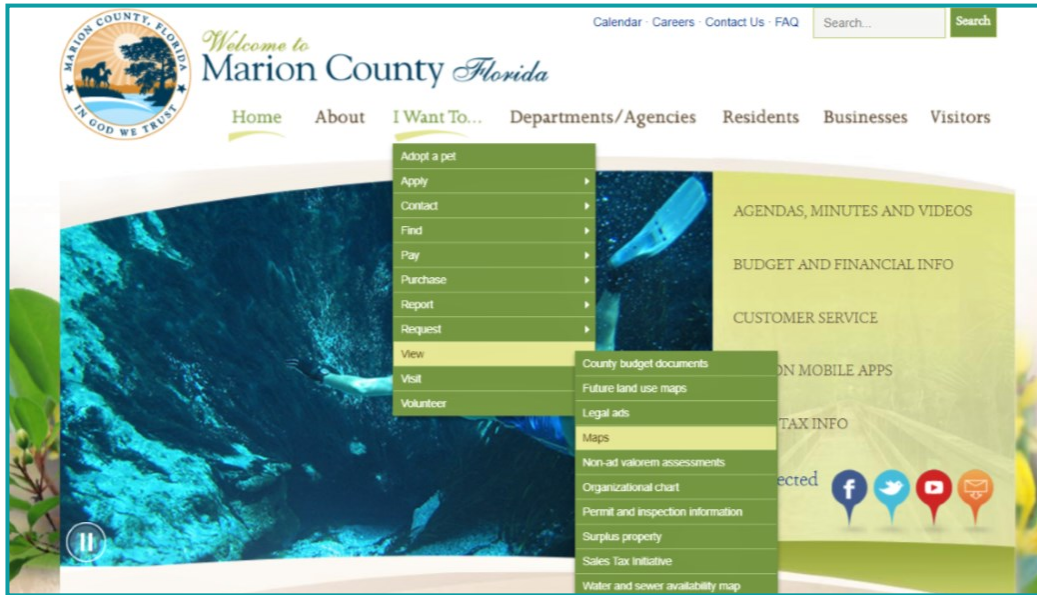 MARION COUNTY, FLORIDA
IN GOD WE TRUST
Calendar · Careers · Contact Us · FAQ
Search...
Search
Welcome to
Marion County Florida
Home About I Want To... Departments/Agencies Residents Businesses Visitors
Adopt a pet
Apply
Contact
Find
Pay
Purchase
Report
Request
View
Visit
Volunteer
County budget documents
Future land use maps
Legal ads
Maps
Non-ad valorem assessments
Organizational chart
Permit and inspection information
Surplus property
Sales Tax Initiative
Water and sewer availability map
AGENDAS, MINUTES AND VIDEOS
BUDGET AND FINANCIAL INFO
CUSTOMER SERVICE
MOBILE APPS
TAX INFO